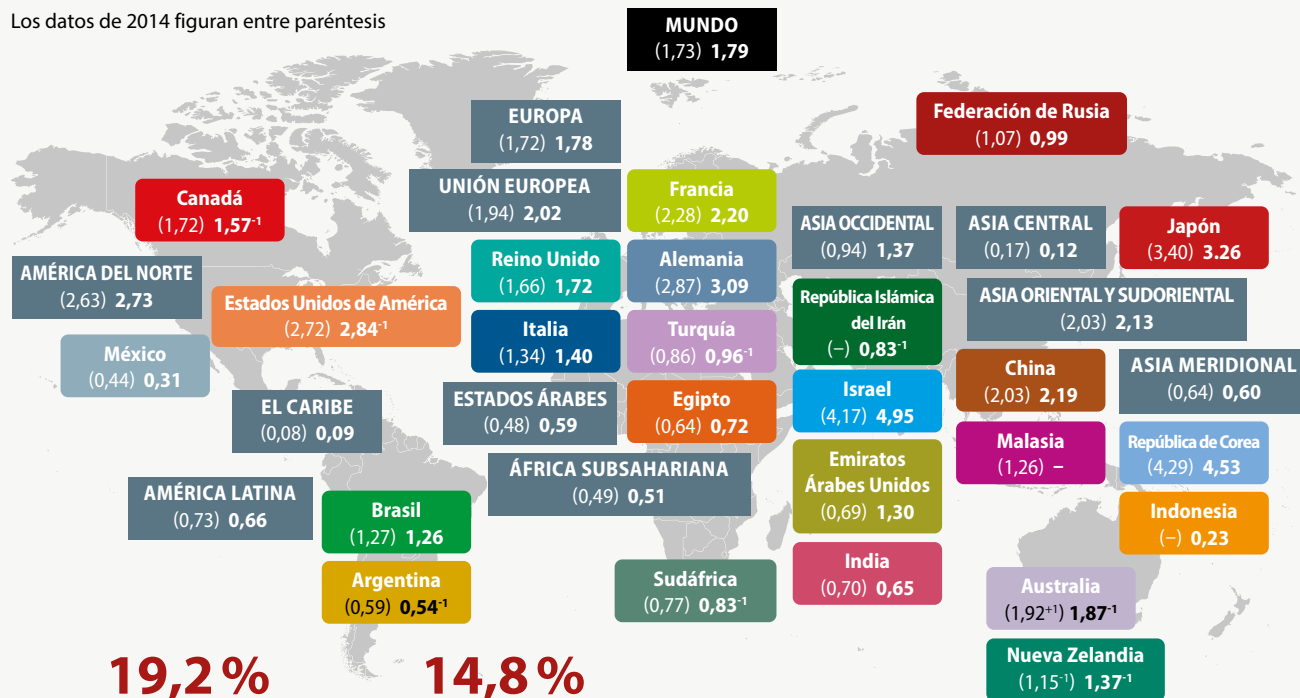 Los datos de 2014 figuran entre paréntesis
MUNDO
(1,73) 1,79
EUROPA
(1,72) 1,78
Federación de Rusia
(1,07) 0,99
Canadá
(1,72) 1,57⁻¹
UNIÓN EUROPEA
(1,94) 2,02
Francia
(2,28) 2,20
ASIA OCCIDENTAL
(0,94) 1,37
ASIA CENTRAL
(0,17) 0,12
Japón
(3,40) 3.26
AMÉRICA DEL NORTE
(2,63) 2,73
Estados Unidos de América
(2,72) 2,84⁻¹
Reino Unido
(1,66) 1,72
Alemania
(2,87) 3,09
República Islámica
del Irán
(–) 0,83⁻¹
ASIA ORIENTAL Y SUDORIENTAL
(2,03) 2,13
México
(0,44) 0,31
Italia
(1,34) 1,40
Turquía
(0,86) 0,96⁻¹
China
(2,03) 2,19
ASIA MERIDIONAL
(0,64) 0,60
EL CARIBE
(0,08) 0,09
ESTADOS ÁRABES
(0,48) 0,59
Egipto
(0,64) 0,72
Israel
(4,17) 4,95
Malasia
(1,26) –
República de Corea
(4,29) 4,53
AMÉRICA LATINA
(0,73) 0,66
Brasil
(1,27) 1,26
ÁFRICA SUBSAHARIANA
(0,49) 0,51
Emiratos
Árabes Unidos
(0,69) 1,30
Indonesia
(–) 0,23
Argentina
(0,59) 0,54⁻¹
Sudáfrica
(0,77) 0,83⁻¹
India
(0,70) 0,65
Australia
(1,92⁺¹) 1,87⁻¹
Nueva Zelandia
(1,15⁻¹) 1,37⁻¹
19,2 %
14,8 %